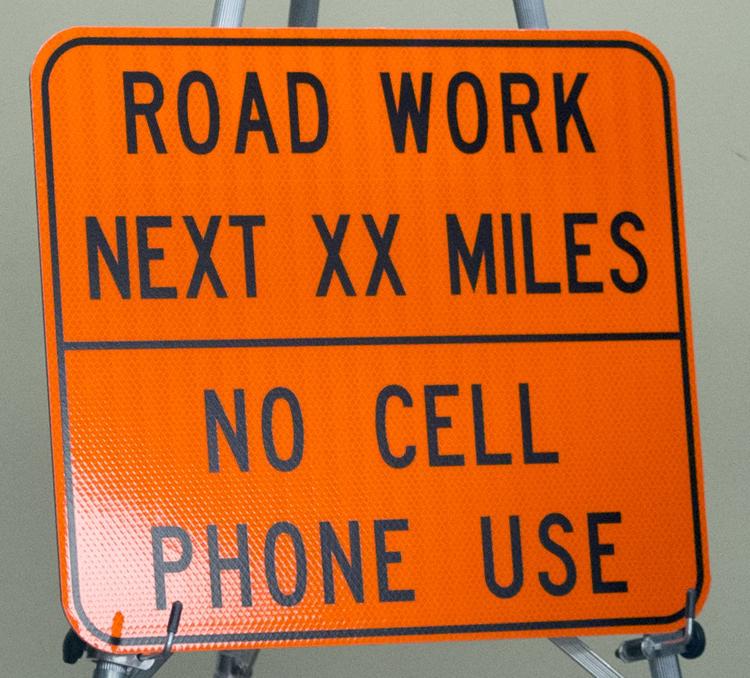 ROAD WORK
NEXT XX MILES
NO CELL
PHONE USE